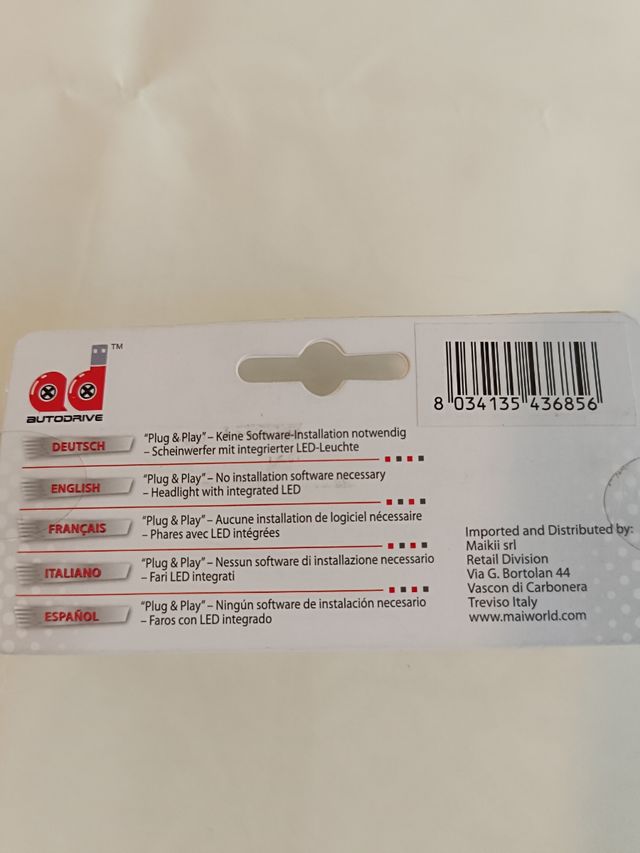 ad™
AUTODRIVE
8 034135 436856
DEUTSCH
"Plug & Play" – Keine Software-Installation notwendig
– Scheinwerfer mit integrierter LED-Leuchte
ENGLISH
"Plug & Play" – No installation software necessary
– Headlight with integrated LED
FRANÇAIS
"Plug & Play" – Aucune installation de logiciel nécessaire
– Phares avec LED intégrées
ITALIANO
"Plug & Play" – Nessun software di installazione necessario
– Fari LED integrati
ESPAÑOL
"Plug & Play" – Ningún software de instalación necesario
– Faros con LED integrado
Imported and Distributed by:
Maikii srl
Retail Division
Via G. Bortolan 44
Vascon di Carbonera
Treviso Italy
www.maiworld.com